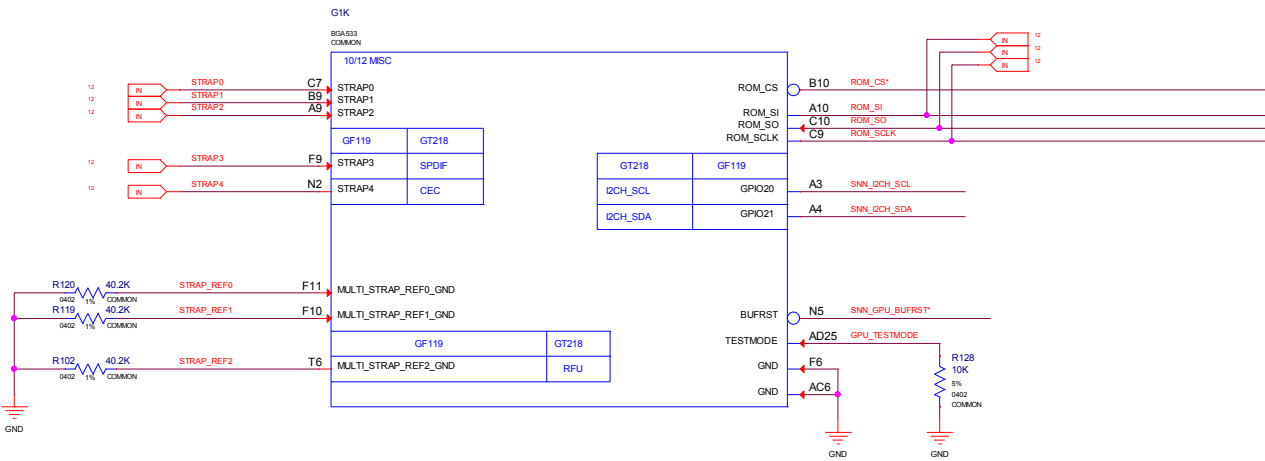 G1K
BGA533
COMMON
10/12 MISC
12 IN STRAP0 C7 STRAP0
12 IN STRAP1 B9 STRAP1
12 IN STRAP2 A9 STRAP2
GF119 GT218
12 IN STRAP3 F9 STRAP3 SPDIF
12 IN STRAP4 N2 STRAP4 CEC
R120 40.2K STRAP_REF0 F11 MULTI_STRAP_REF0_GND
0402 1% COMMON
R119 40.2K STRAP_REF1 F10 MULTI_STRAP_REF1_GND
0402 1% COMMON
GF119 GT218
R102 40.2K STRAP_REF2 T6 MULTI_STRAP_REF2_GND RFU
0402 1% COMMON
GND
IN 12
IN 12
IN 12
ROM_CS B10 ROM_CS*
ROM_SI A10 ROM_SI
ROM_SO C10 ROM_SO
ROM_SCLK C9 ROM_SCLK
GT218 GF119
I2CH_SCL GPIO20 A3 SNN_I2CH_SCL
I2CH_SDA GPIO21 A4 SNN_I2CH_SDA
BUFRST N5 SNN_GPU_BUFRST*
TESTMODE AD25 GPU_TESTMODE
GND F6
GND AC6
R128
10K
5%
0402
COMMON
GND
GND